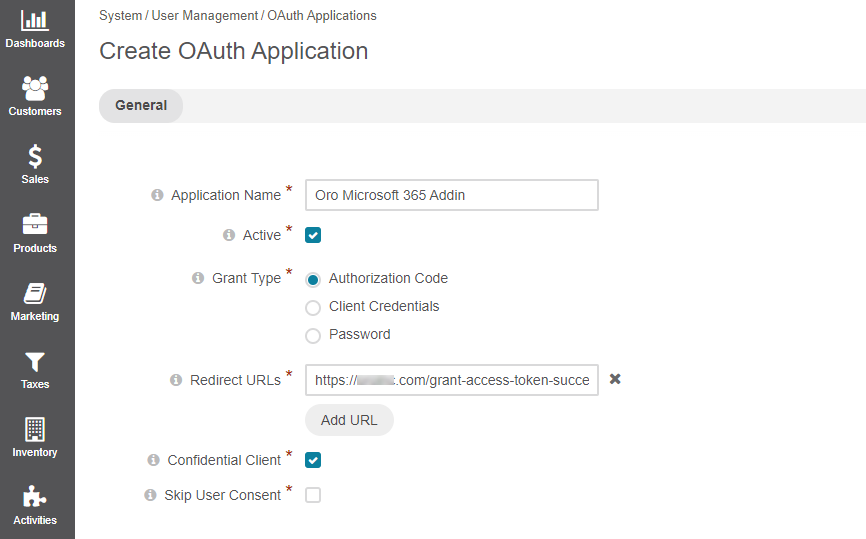 System / User Management / OAuth Applications
Create OAuth Application
General
Dashboards
Customers
Sales
Products
Marketing
Taxes
Inventory
Activities
Application Name *
Oro Microsoft 365 Addin
Active *
Grant Type *
Authorization Code
Client Credentials
Password
Redirect URLs *
https:// .com/grant-access-token-succe
Add URL
Confidential Client *
Skip User Consent *